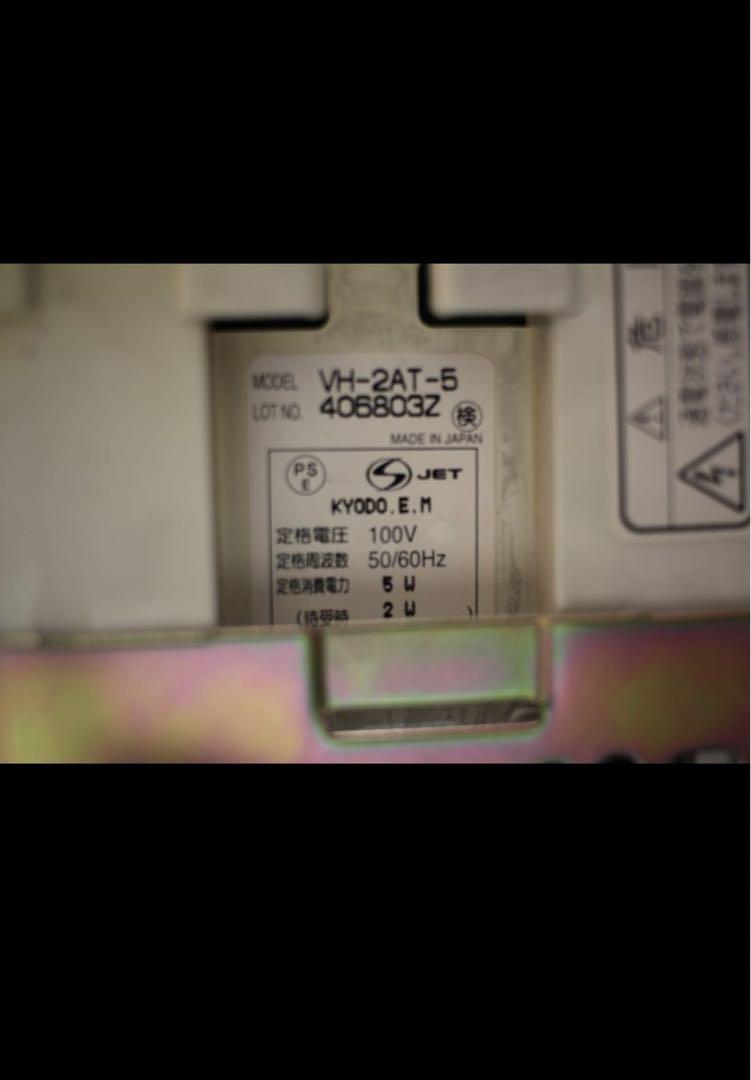 MODEL VH-2AT-5
LOT NO. 406803Z 検
MADE IN JAPAN
PS
E
JET
KYODO.E.M
定格電圧 100V
定格周波数 50/60Hz
定格消費電力 5 W
(待受時 2 W )
危